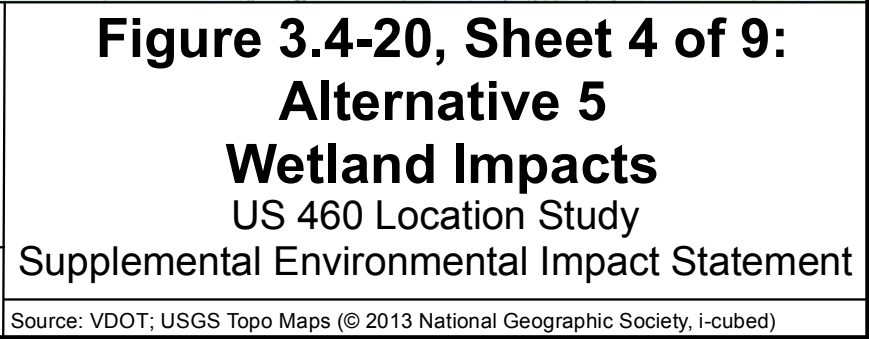 Figure 3.4-20, Sheet 4 of 9:
Alternative 5
Wetland Impacts
US 460 Location Study
Supplemental Environmental Impact Statement
Source: VDOT; USGS Topo Maps (© 2013 National Geographic Society, i-cubed)